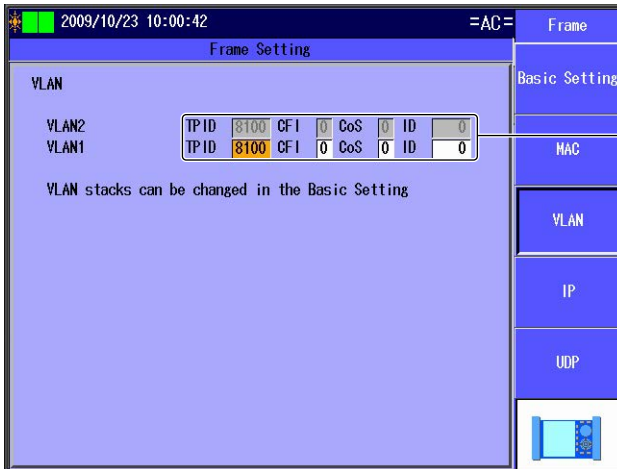 2009/10/23 10:00:42 =AC= Frame
Frame Setting
VLAN
VLAN2 TPID 8100 CFI 0 CoS 0 ID 0
VLAN1 TPID 8100 CFI 0 CoS 0 ID 0
VLAN stacks can be changed in the Basic Setting
Basic Setting
MAC
VLAN
IP
UDP